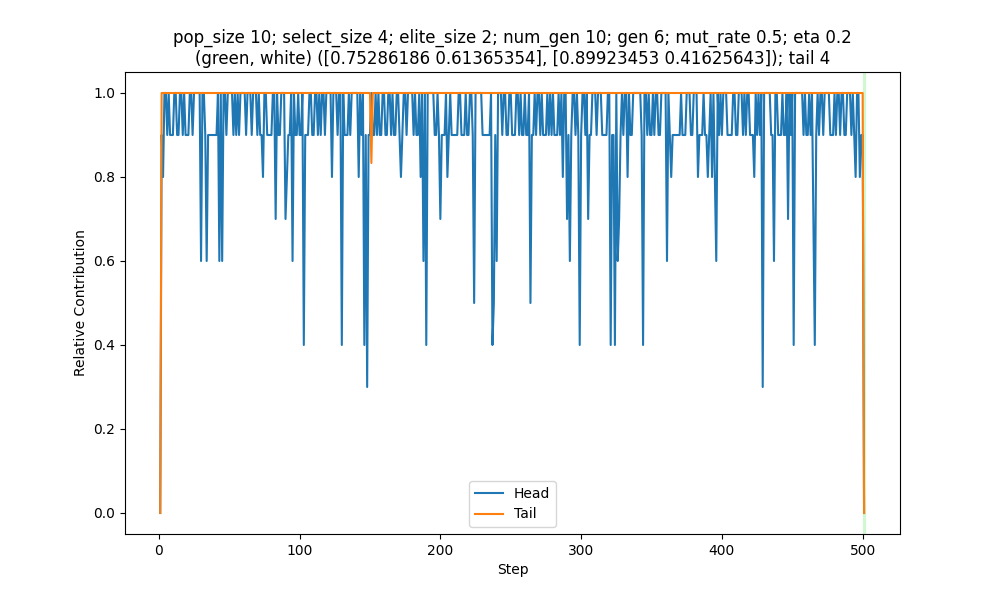 pop_size 10; select_size 4; elite_size 2; num_gen 10; gen 6; mut_rate 0.5; eta 0.2
(green, white) ([0.75286186 0.61365354], [0.89923453 0.41625643]); tail 4
1.0
0.8
0.6
0.4
0.2
0.0
Relative Contribution
Head
Tail
0
100
200
300
400
500
Step